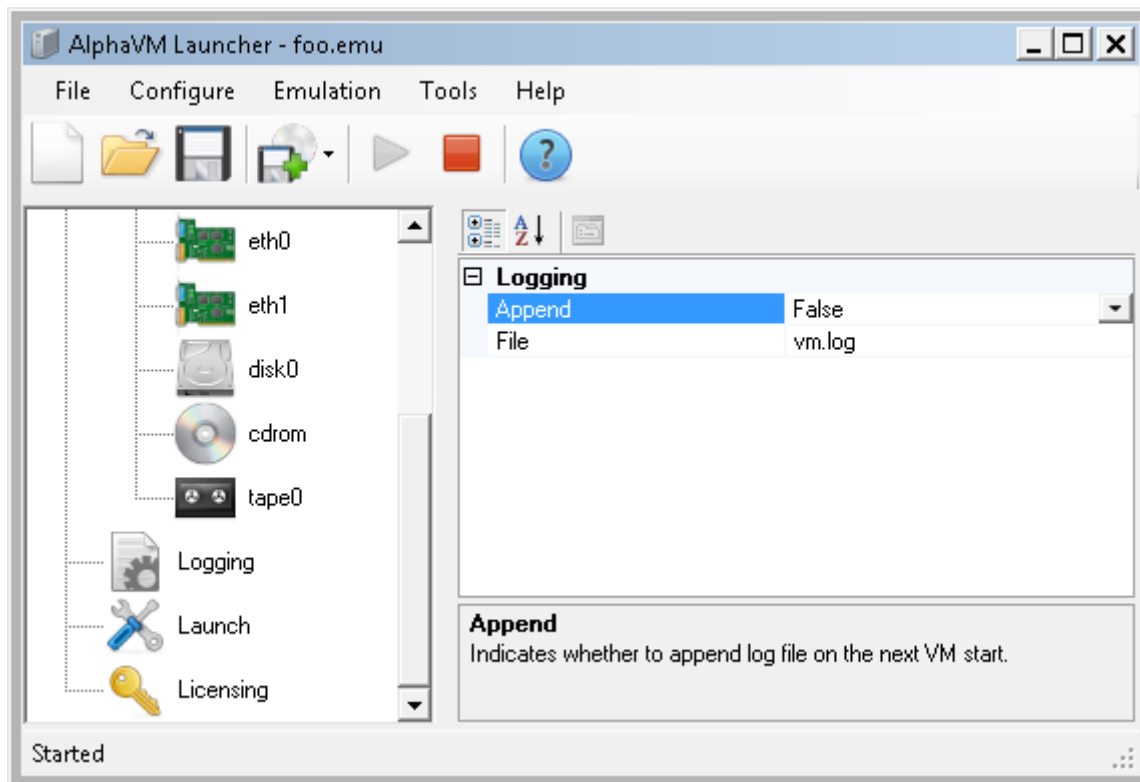 AlphaVM Launcher - foo.emu
File Configure Emulation Tools Help
eth0
eth1
disk0
cdrom
tape0
Logging
Launch
Licensing
A
Z
Logging
Append False
File vm.log
Append
Indicates whether to append log file on the next VM start.
Started